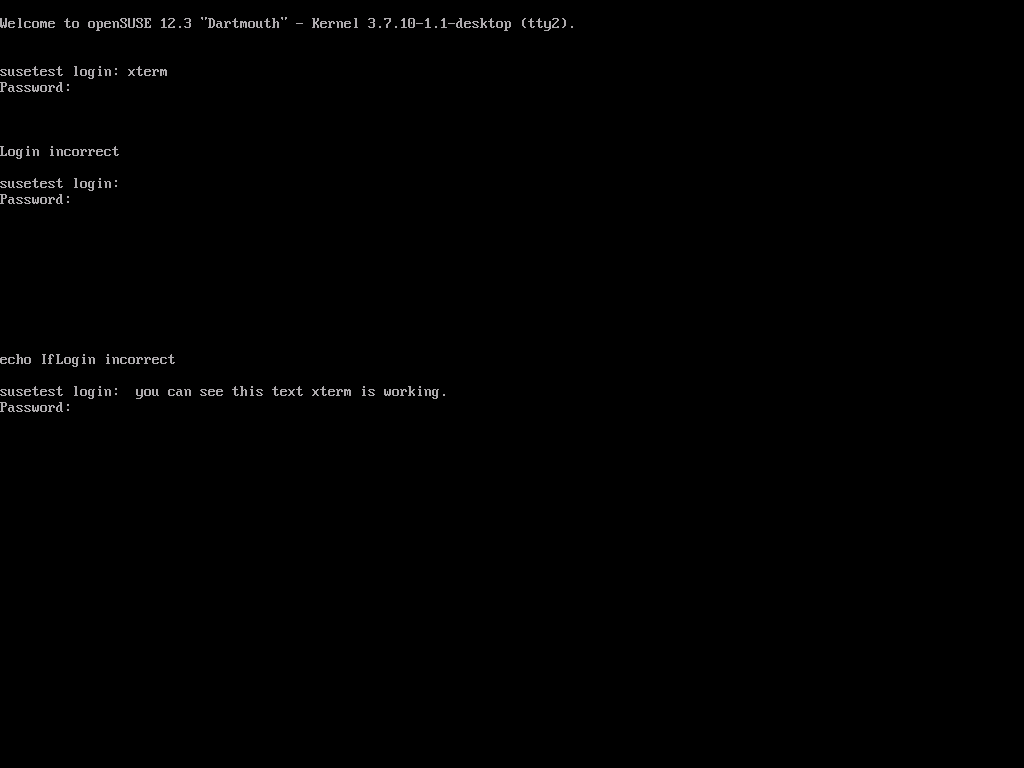 Welcome to openSUSE 12.3 "Dartmouth" - Kernel 3.7.10-1.1-desktop (tty2).
susetest login: xterm
Password:
Login incorrect
susetest login:
Password:
echo IfLogin incorrect
susetest login:  you can see this text xterm is working.
Password: